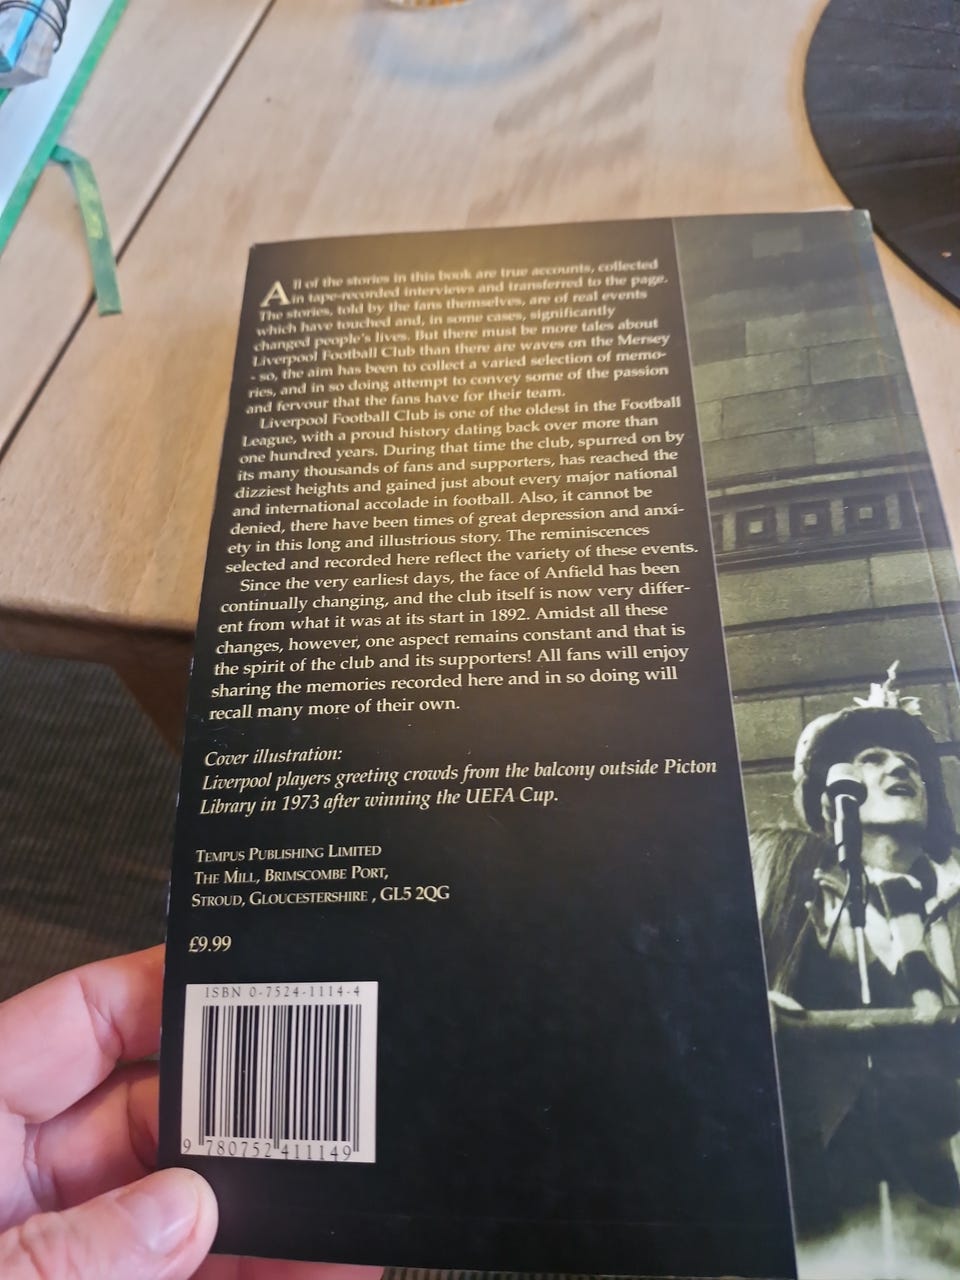 All of the stories in this book are true accounts, collected
in tape-recorded interviews and transferred to the page.
The stories, told by the fans themselves, are of real events
which have touched and, in some cases, significantly
changed people's lives. But there must be more tales about
Liverpool Football Club than there are waves on the Mersey
- so, the aim has been to collect a varied selection of memo-
ries, and in so doing attempt to convey some of the passion
and fervour that the fans have for their team.
Liverpool Football Club is one of the oldest in the Football
League, with a proud history dating back over more than
one hundred years. During that time the club, spurred on by
its many thousands of fans and supporters, has reached the
dizziest heights and gained just about every major national
and international accolade in football. Also, it cannot be
denied, there have been times of great depression and anxi-
ety in this long and illustrious story. The reminiscences
selected and recorded here reflect the variety of these events.
Since the very earliest days, the face of Anfield has been
continually changing, and the club itself is now very differ-
ent from what it was at its start in 1892. Amidst all these
changes, however, one aspect remains constant and that is
the spirit of the club and its supporters! All fans will enjoy
sharing the memories recorded here and in so doing will
recall many more of their own.
Cover illustration:
Liverpool players greeting crowds from the balcony outside Picton
Library in 1973 after winning the UEFA Cup.
TEMPUS PUBLISHING LIMITED
THE MILL, BRIMSCOMBE PORT,
STROUD, GLOUCESTERSHIRE , GL5 2QG
£9.99
ISBN 0-7524-1114-4
9 780752 411149